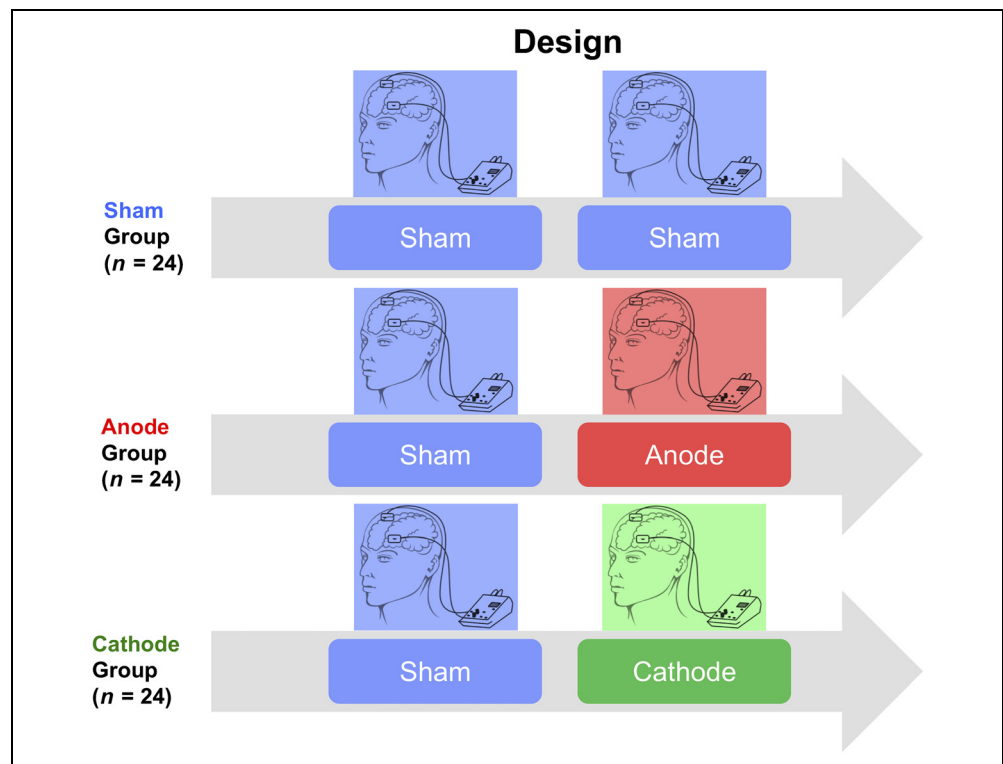 Design
Sham
Group
(n = 24)
Sham
Sham
Anode
Group
(n = 24)
Sham
Anode
Cathode
Group
(n = 24)
Sham
Cathode